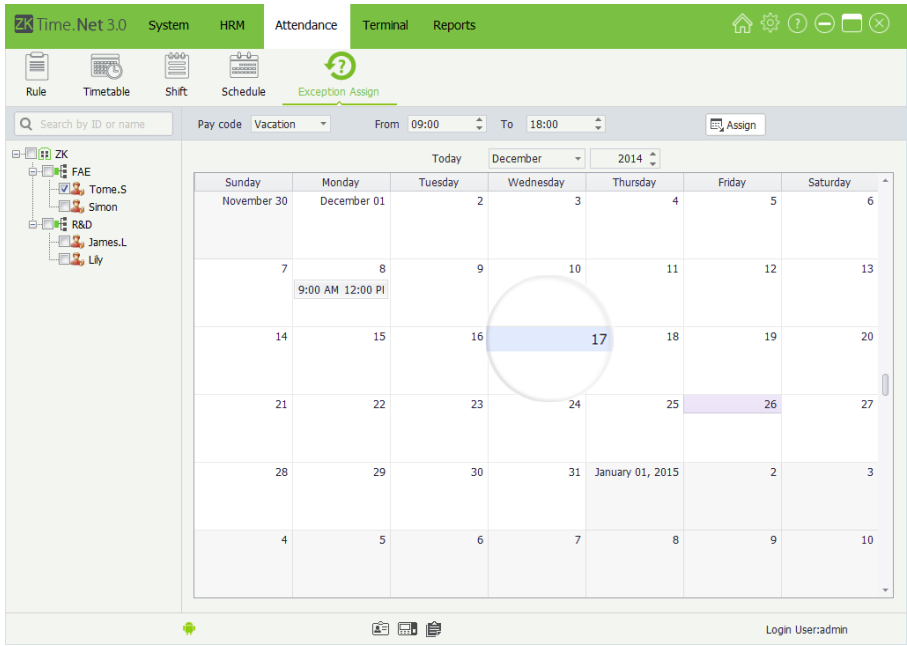 ZK Time.Net 3.0 System HRM Attendance Terminal Reports
Rule Timetable Shift Schedule Exception Assign
Search by ID or name Pay code Vacation From 09:00 To 18:00 Assign
ZK
FAE
Tome.S
Simon
R&D
James.L
Lily
Today December 2014
Sunday Monday Tuesday Wednesday Thursday Friday Saturday
November 30 December 01 2 3 4 5 6
7 8 9 10 11 12 13
9:00 AM 12:00 PI
14 15 16 17 18 19 20
21 22 23 24 25 26 27
28 29 30 31 January 01, 2015 2 3
4 5 6 7 8 9 10
Login User:admin